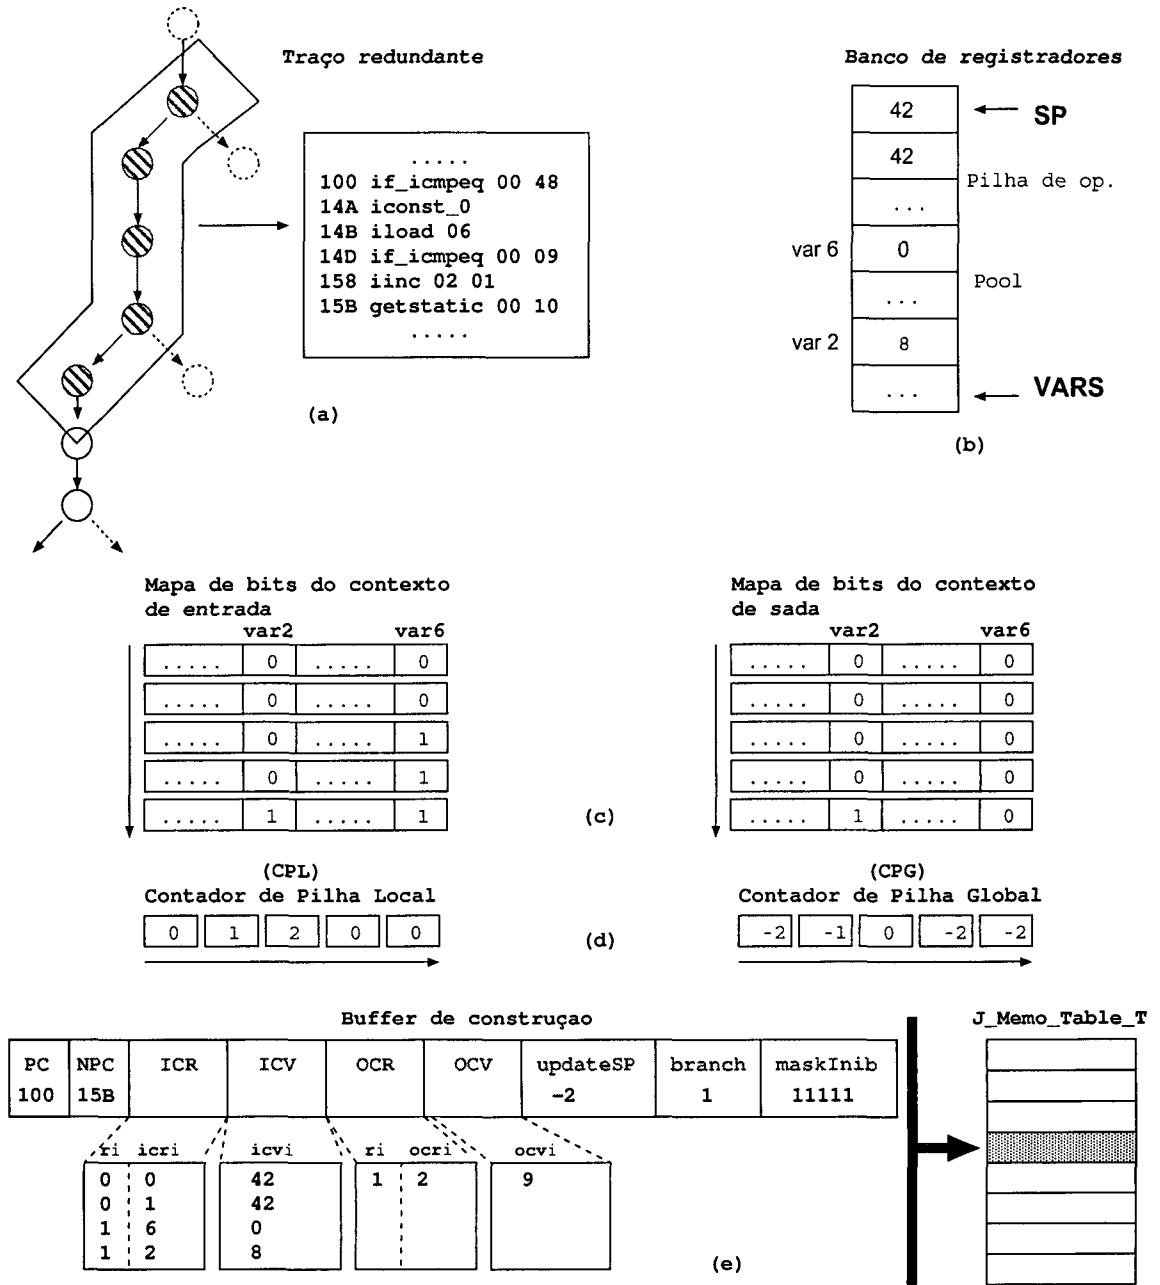 Traço redundante
.....
100 if_icmpeq 00 48
14A iconst_0
14B iload 06
14D if_icmpeq 00 09
158 iinc 02 01
15B getstatic 00 10
.....
(a)
Banco de registradores
42
SP
42
Pilha de op.
...
var 6 0
Pool
...
var 2 8
... VARS
(b)
Mapa de bits do contexto
de entrada
var2 var6
..... 0 ..... 0
..... 0 ..... 0
..... 0 ..... 1
..... 0 ..... 1
..... 1 ..... 1
Mapa de bits do contexto
de sada
var2 var6
..... 0 ..... 0
..... 0 ..... 0
..... 0 ..... 0
..... 0 ..... 0
..... 1 ..... 0
(c)
(CPL)
Contador de Pilha Local
0 1 2 0 0
(d)
(CPG)
Contador de Pilha Global
-2 -1 0 -2 -2
Buffer de construçao
J_Memo_Table_T
PC NPC ICR ICV OCR OCV updateSP branch maskInib
100 15B -2 1 11111
ri icri icvi ri ocri ocvi
0 0 42 1 2 9
0 1 42
1 6 0
1 2 8
(e)